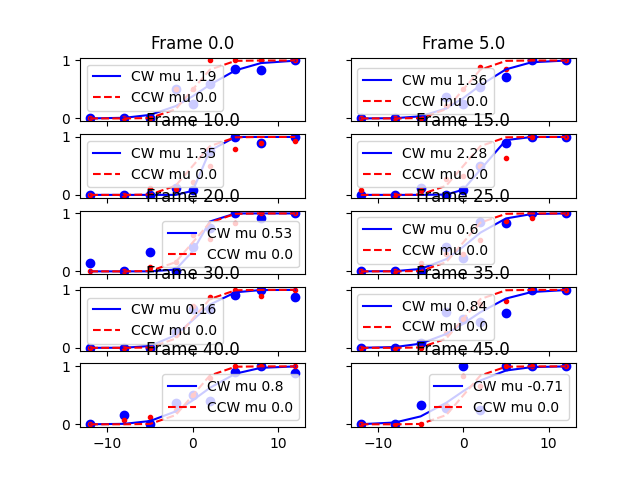 Frame 0.0
Frame 5.0
1
0
CW mu 1.19
CCW mu 0.0
CW mu 1.36
CCW mu 0.0
Frame 10.0
Frame 15.0
1
0
CW mu 1.35
CCW mu 0.0
CW mu 2.28
CCW mu 0.0
Frame 20.0
Frame 25.0
1
0
CW mu 0.53
CCW mu 0.0
CW mu 0.6
CCW mu 0.0
Frame 30.0
Frame 35.0
1
0
CW mu 0.16
CCW mu 0.0
CW mu 0.84
CCW mu 0.0
Frame 40.0
Frame 45.0
1
0
CW mu 0.8
CCW mu 0.0
CW mu -0.71
CCW mu 0.0
−10 0 10
−10 0 10